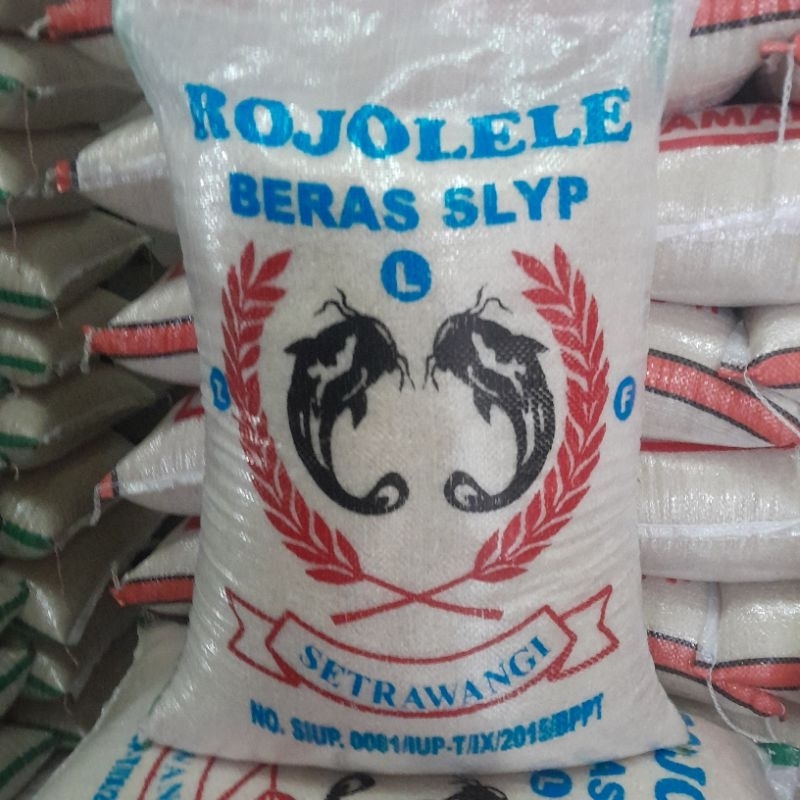 ROJOLELE
BERAS SLYP
L
Z
F
SETRAWANGI
NO. SIUP. 0081/IUP-T/IX/2015/BPPT
L